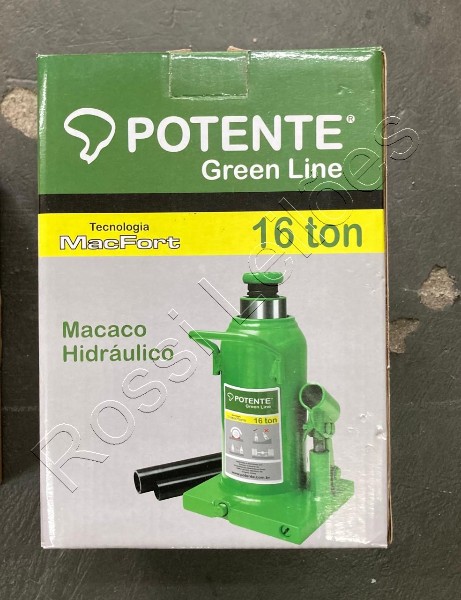 POTENTE®
Green Line
Tecnologia
MacFort
16 ton
Macaco
Hidráulico
POTENTE
Green Line
16 ton
Rossi Leilões